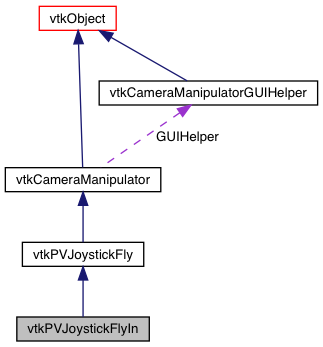 vtkObject
vtkCameraManipulatorGUIHelper
GUIHelper
vtkCameraManipulator
vtkPVJoystickFly
vtkPVJoystickFlyIn